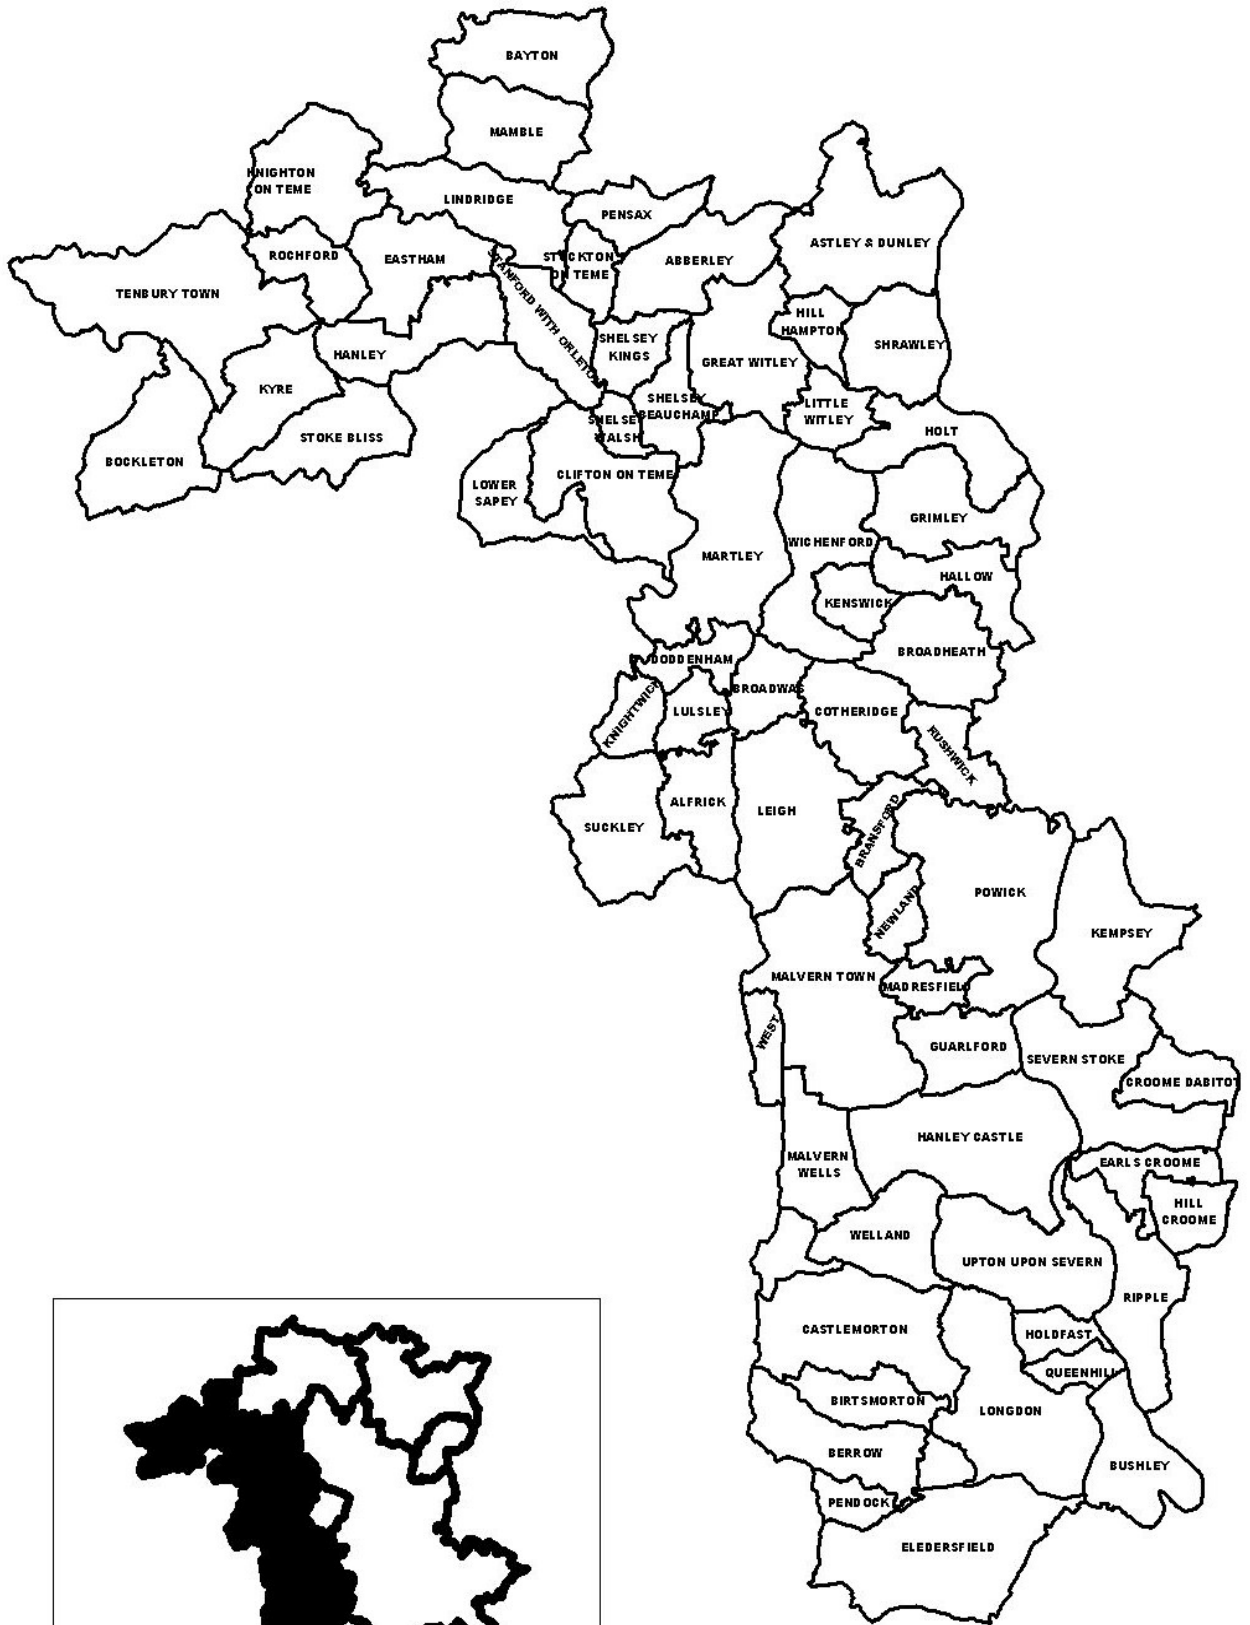 BAYTON
MAMBLE
KNIGHTON
ON TEME
LINDRIDGE
PENSAX
ASTLEY & DUNLEY
ROCHFORD
EASTHAM
STOCKTON
ON TEME
ABBERLEY
TENBURY TOWN
STANFORD WITH ORLETON
HILL
HAMPTON
SHELSEY
KINGS
SHRAWLEY
HANLEY
GREAT WITLEY
KYRE
SHELSEY
BEAUCHAMP
LITTLE
WITLEY
SHELSEY
WALSH
HOLT
STOKE BLISS
BOCKLETON
CLIFTON ON TEME
LOWER
SAPEY
GRIMLEY
WICHENFORD
MARTLEY
HALLOW
KENSWICK
BROADHEATH
DODDENHAM
BROADWAS
KNIGHTWICK
LULSLEY
COTHERIDGE
RUSHWICK
ALFRICK
LEIGH
SUCKLEY
BRANSFORD
POWICK
NEWLAND
KEMPSEY
MALVERN TOWN
MADRESFIELD
WEST
GUARLFORD
SEVERN STOKE
CROOME DABITOT
HANLEY CASTLE
MALVERN
WELLS
EARLS CROOME
HILL
CROOME
WELLAND
UPTON UPON SEVERN
RIPPLE
CASTLEMORTON
HOLDFAST
QUEENHILL
BIRTSMORTON
LONGDON
BERROW
BUSHLEY
PENDOCK
ELEDERSFIELD